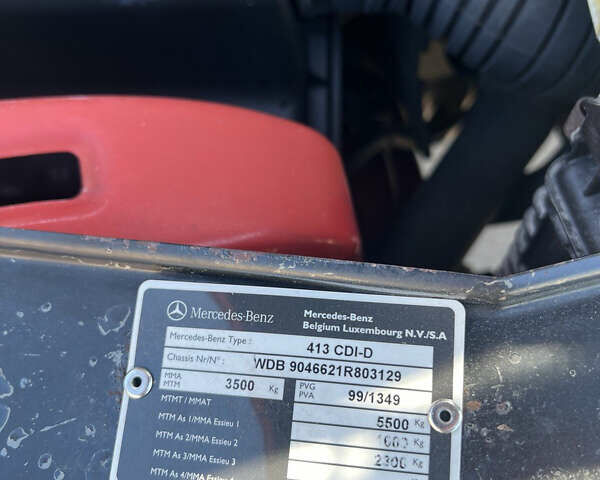 Mercedes-Benz
Mercedes-Benz
Belgium Luxembourg N.V./S.A
Mercedes-Benz Type: 413 CDI-D
Chassis Nr/N°: WDB 9046621R803129
MMA
MTM 3500 Kg
PVG
PVA 99/1349
MTMT / MMAT 5500 Kg
MTM As 1/MMA Essieu 1 1600 Kg
MTM As 2/MMA Essieu 2 2300 Kg
MTM As 3/MMA Essieu 3
MTM As 4/MMA Essieu